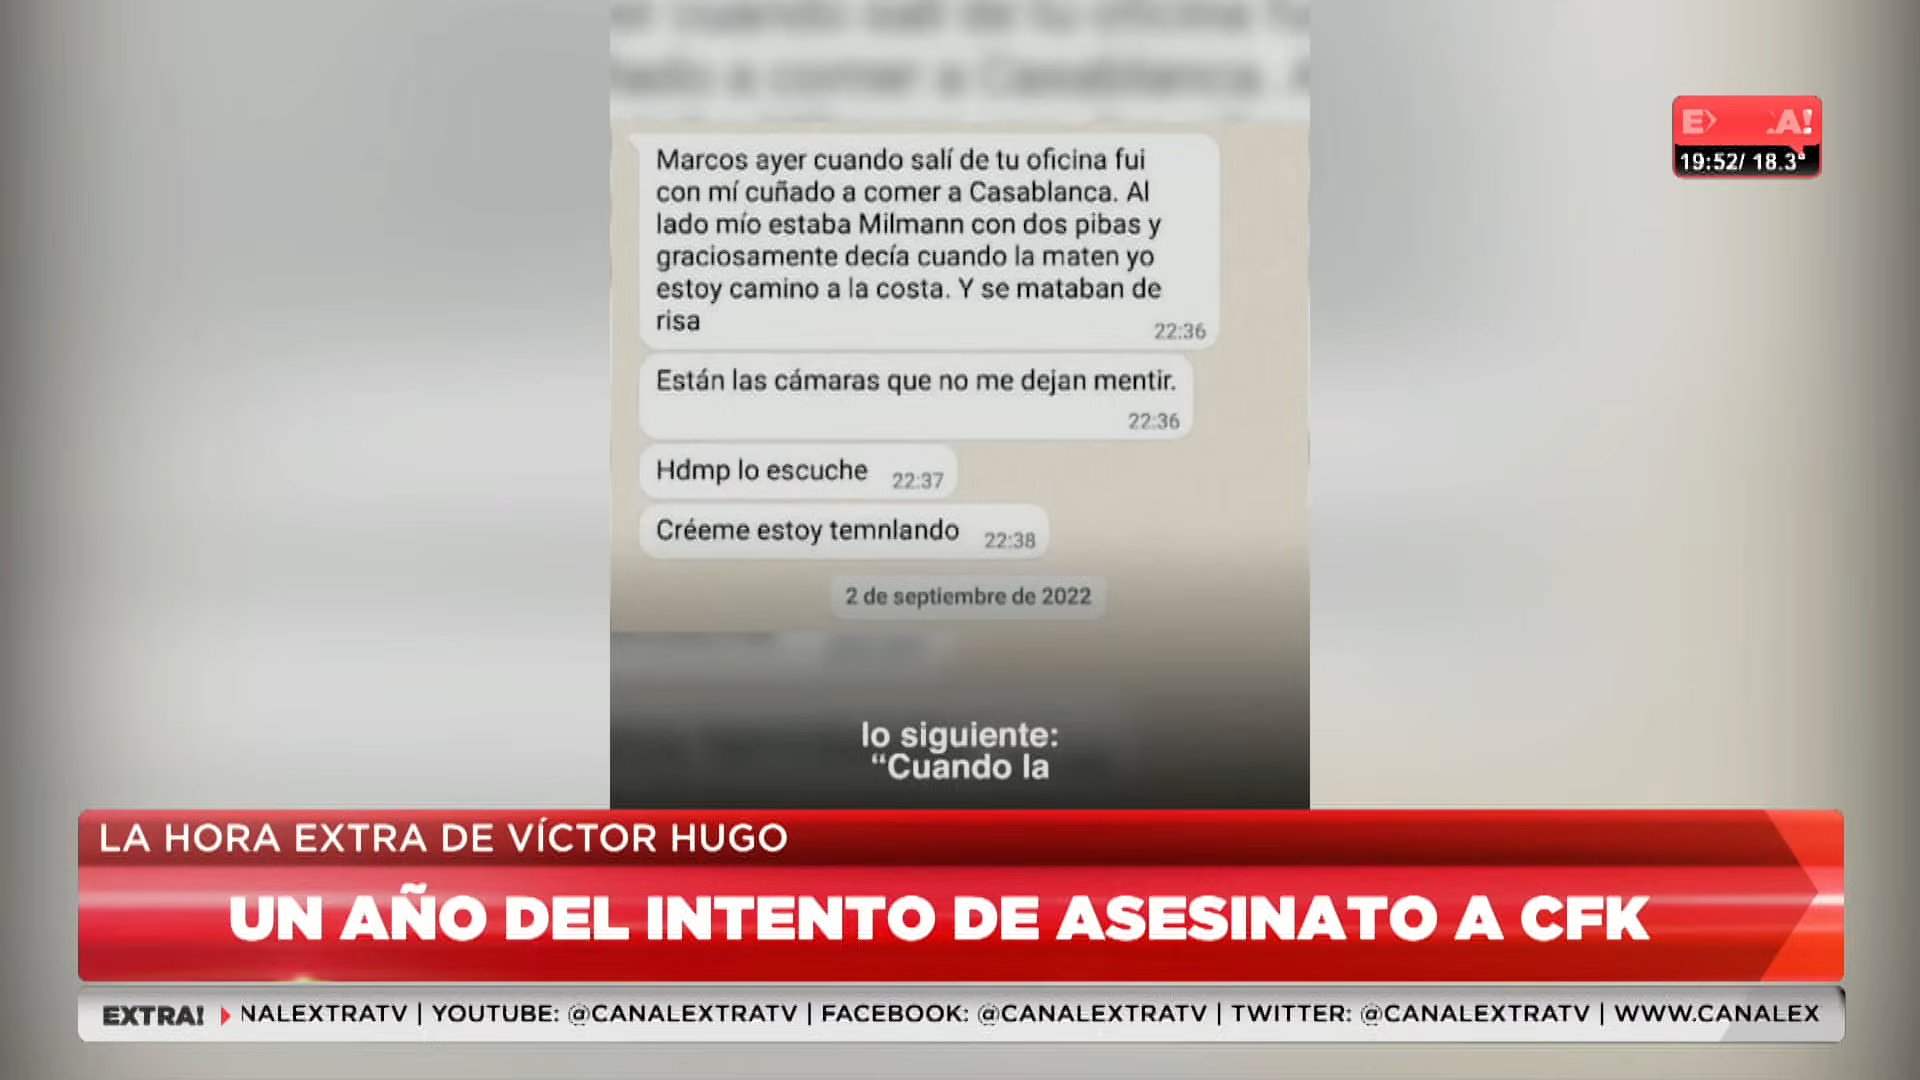 Marcos ayer cuando salí de tu oficina fui
con mí cuñado a comer a Casablanca. Al
lado mío estaba Milmann con dos pibas y
graciosamente decía cuando la maten yo
estoy camino a la costa. Y se mataban de
risa
22:36
Están las cámaras que no me dejan mentir.
22:36
Hdmp lo escuche 22:37
Créeme estoy temnlando 22:38
2 de septiembre de 2022
lo siguiente:
“Cuando la
19:52/ 18.3°
LA HORA EXTRA DE VÍCTOR HUGO
UN AÑO DEL INTENTO DE ASESINATO A CFK
EXTRA! NALEXTRATV | YOUTUBE: @CANALEXTRATV | FACEBOOK: @CANALEXTRATV | TWITTER: @CANALEXTRATV | WWW.CANALEX